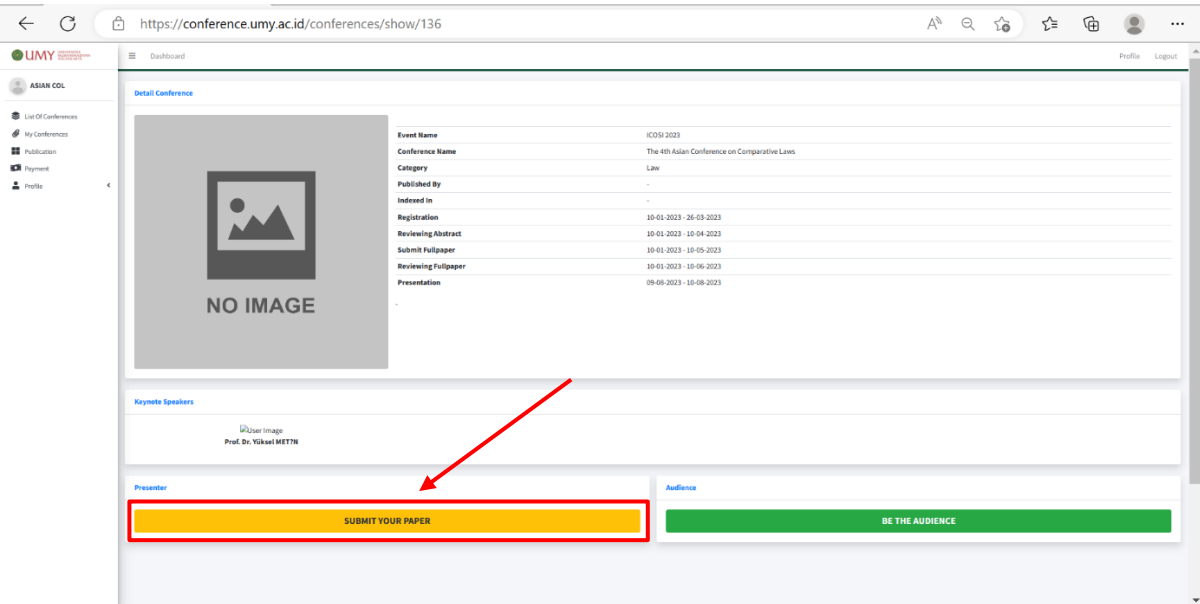 https://conference.umy.ac.id/conferences/show/136
UMY
Dashboard
Profile Logout
ASIAN COL
List Of Conferences
My Conferences
Publication
Payment
Profile
Detail Conference
NO IMAGE
Event Name ICOSI 2023
Conference Name The 4th Asian Conference on Comparative Laws
Category Law
Published By -
Indexed In -
Registration 10-01-2023 - 26-03-2023
Reviewing Abstract 10-01-2023 - 10-04-2023
Submit Fullpaper 10-01-2023 - 10-05-2023
Reviewing Fullpaper 10-01-2023 - 10-06-2023
Presentation 09-08-2023 - 10-08-2023
-
Keynote Speakers
User Image
Prof. Dr. Yüksel MET?N
Presenter
SUBMIT YOUR PAPER
Audience
BE THE AUDIENCE